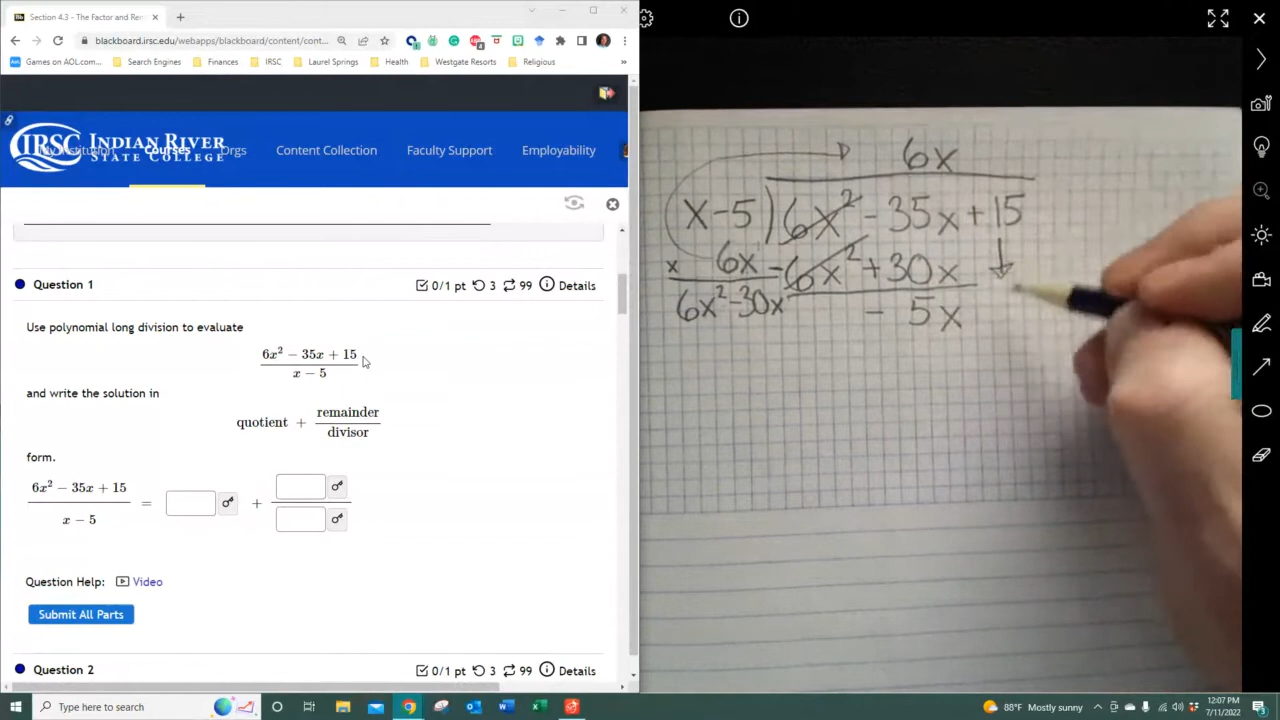 Section 4.3 - The Factor and Rem
blackboard.irsc.edu/webapps/blackboard/content/cont...
Games on AOL.com... Search Engines Finances IRSC Laurel Springs Health Westgate Resorts Religious
IRSC INDIAN RIVER STATE COLLEGE
My Institution Courses Orgs Content Collection Faculty Support Employability
Question 1 0/1 pt 3 99 Details
Use polynomial long division to evaluate
6x² − 35x + 15
x − 5
and write the solution in
quotient + remainder
divisor
form.
6x² − 35x + 15
x − 5
= +
Question Help: Video
Submit All Parts
Question 2 0/1 pt 3 99 Details
6x
x-5 ) 6x² - 35x + 15
x 6x -6x² + 30x
6x² - 30x - 5x
Type here to search
88°F Mostly sunny
12:07 PM
7/11/2022